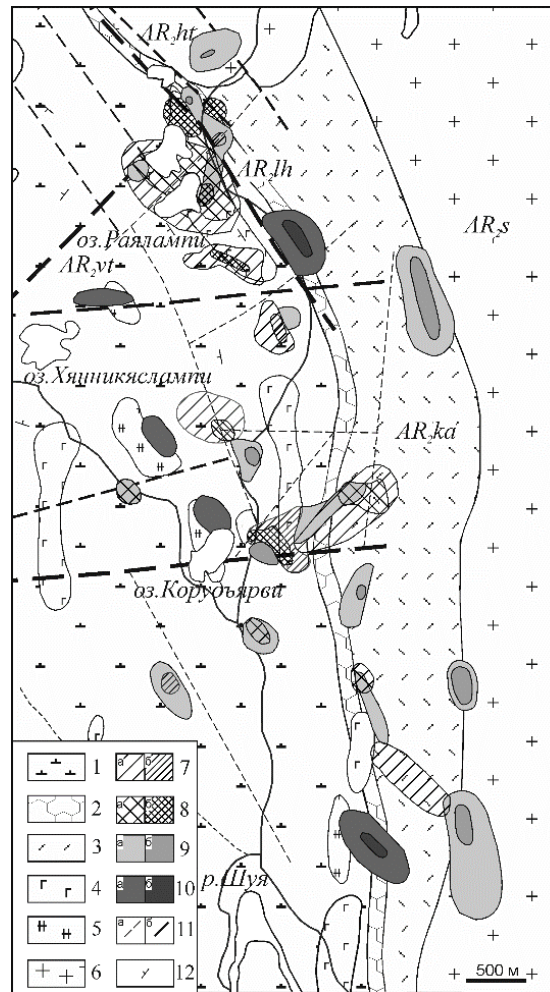 AR₂ht
AR₂lh
AR₂s
оз.Раялампи
AR₂vt
оз.Хянникяслампи
AR₂ka
оз.Корудъярви
р.Шуя
1 а б 7
2 а б 8
3 а б 9
4 а б 10
5 а б 11
6 12
500 м